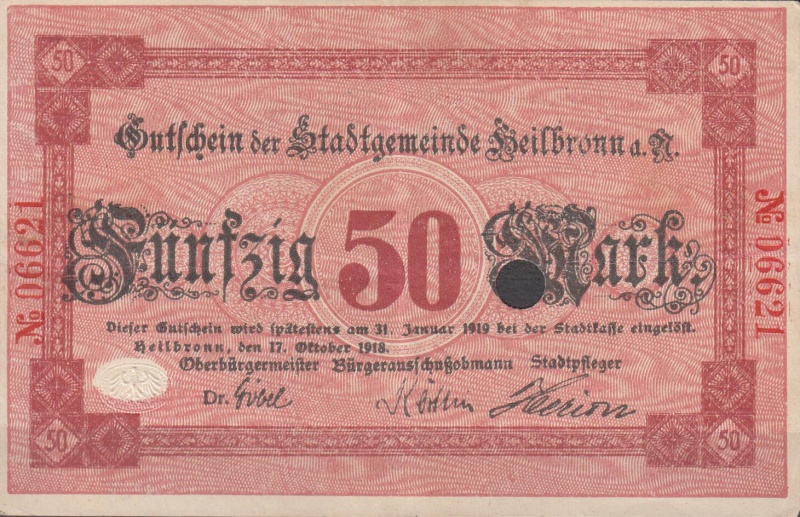 50 50
Gutschein der Stadtgemeinde Heilbronn a. N.
№ 06621
Fünfzig 50 Mark.
№ 06621
Dieser Gutschein wird spätestens am 31. Januar 1919 bei der Stadtkasse eingelöst.
Heilbronn, den 17. Oktober 1918.
Oberbürgermeister Bürgerausschußobmann Stadtpfleger
Dr. Göbel
50 50